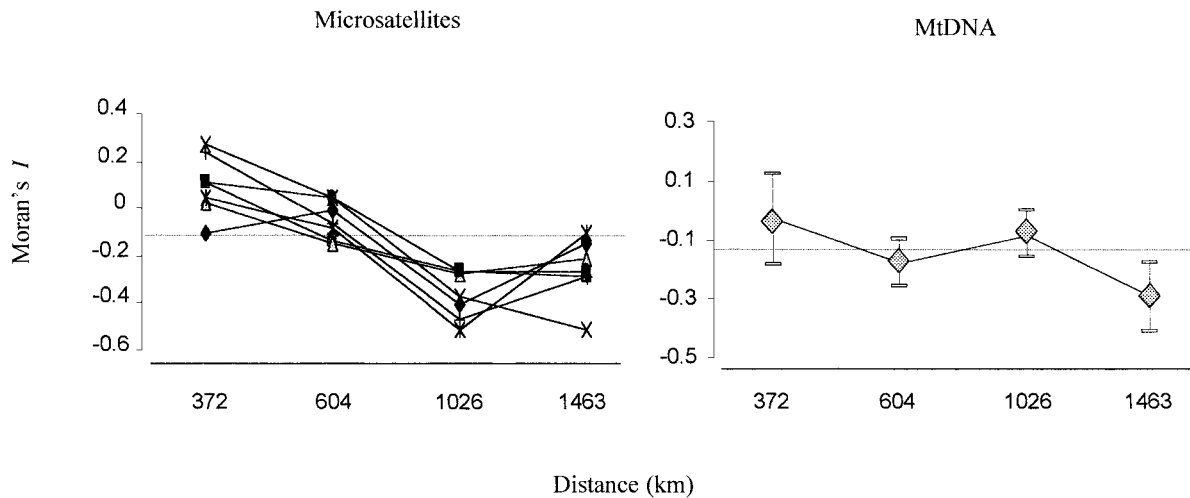 Microsatellites
MtDNA
Moran's I
0.4
0.2
0
-0.2
-0.4
-0.6
372 604 1026 1463
0.3
0.1
-0.1
-0.3
-0.5
372 604 1026 1463
Distance (km)